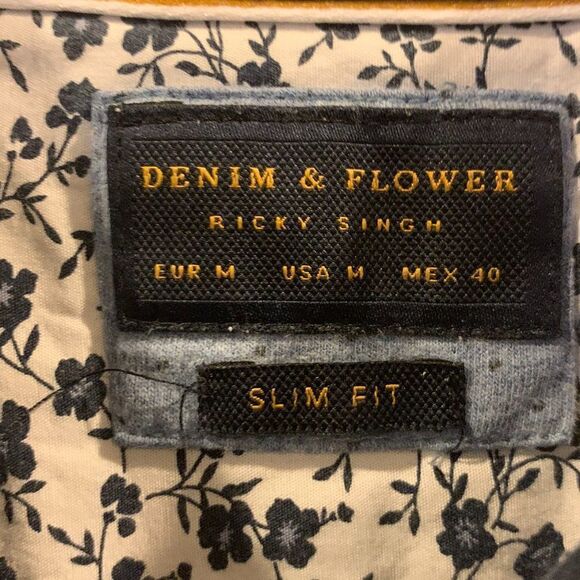 DENIM & FLOWER
RICKY SINGH
EUR M USA M MEX 40
SLIM FIT